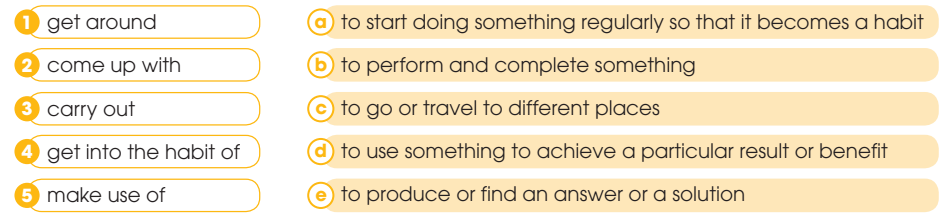 1 get around
a to start doing something regularly so that it becomes a habit
2 come up with
b to perform and complete something
3 carry out
c to go or travel to different places
4 get into the habit of
d to use something to achieve a particular result or benefit
5 make use of
e to produce or find an answer or a solution